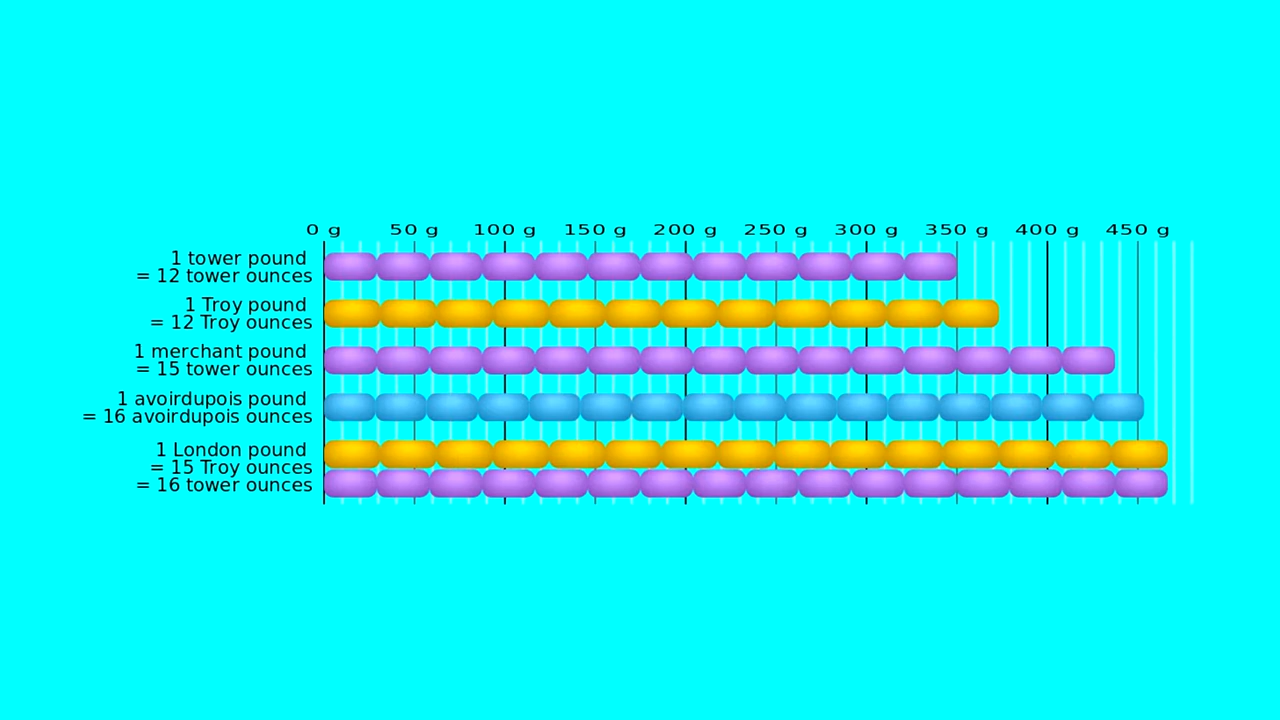 0 g 50 g 100 g 150 g 200 g 250 g 300 g 350 g 400 g 450 g
1 tower pound
= 12 tower ounces
1 Troy pound
= 12 Troy ounces
1 merchant pound
= 15 tower ounces
1 avoirdupois pound
= 16 avoirdupois ounces
1 London pound
= 15 Troy ounces
= 16 tower ounces